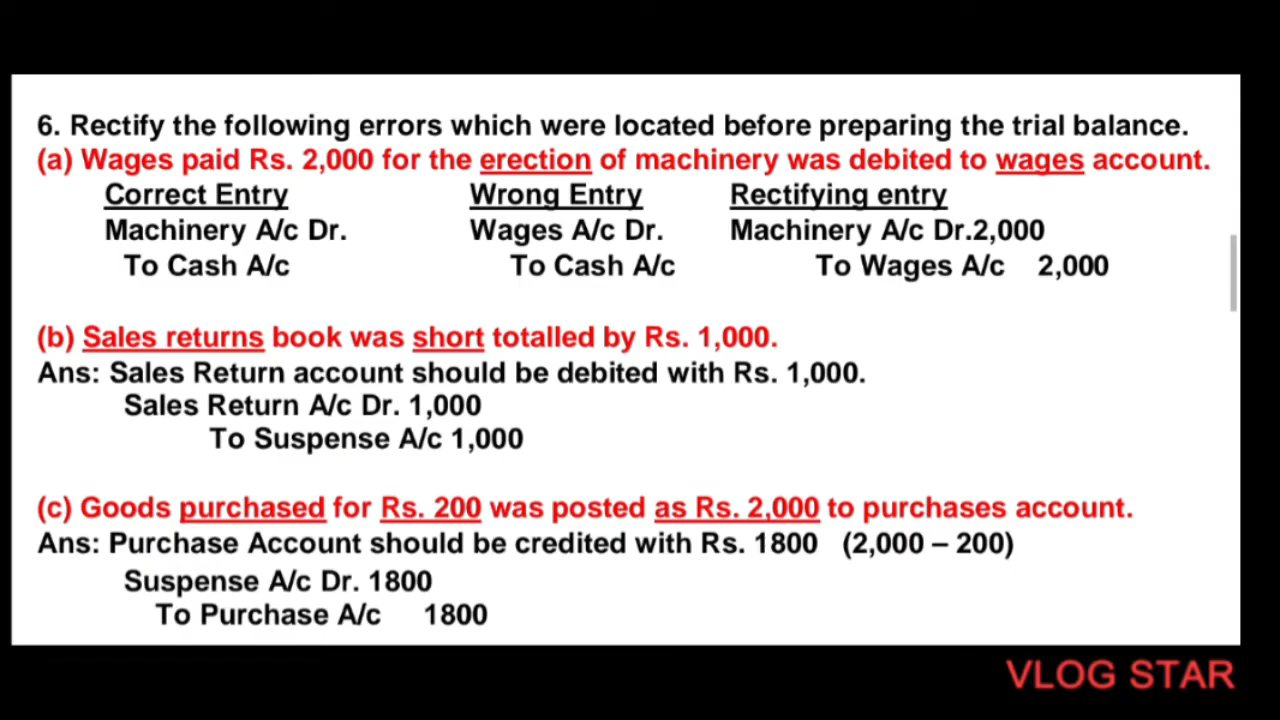 6. Rectify the following errors which were located before preparing the trial balance.
(a) Wages paid Rs. 2,000 for the erection of machinery was debited to wages account.
Correct Entry Wrong Entry Rectifying entry
Machinery A/c Dr. Wages A/c Dr. Machinery A/c Dr.2,000
To Cash A/c To Cash A/c To Wages A/c 2,000
(b) Sales returns book was short totalled by Rs. 1,000.
Ans: Sales Return account should be debited with Rs. 1,000.
Sales Return A/c Dr. 1,000
To Suspense A/c 1,000
(c) Goods purchased for Rs. 200 was posted as Rs. 2,000 to purchases account.
Ans: Purchase Account should be credited with Rs. 1800 (2,000 – 200)
Suspense A/c Dr. 1800
To Purchase A/c 1800
VLOG STAR